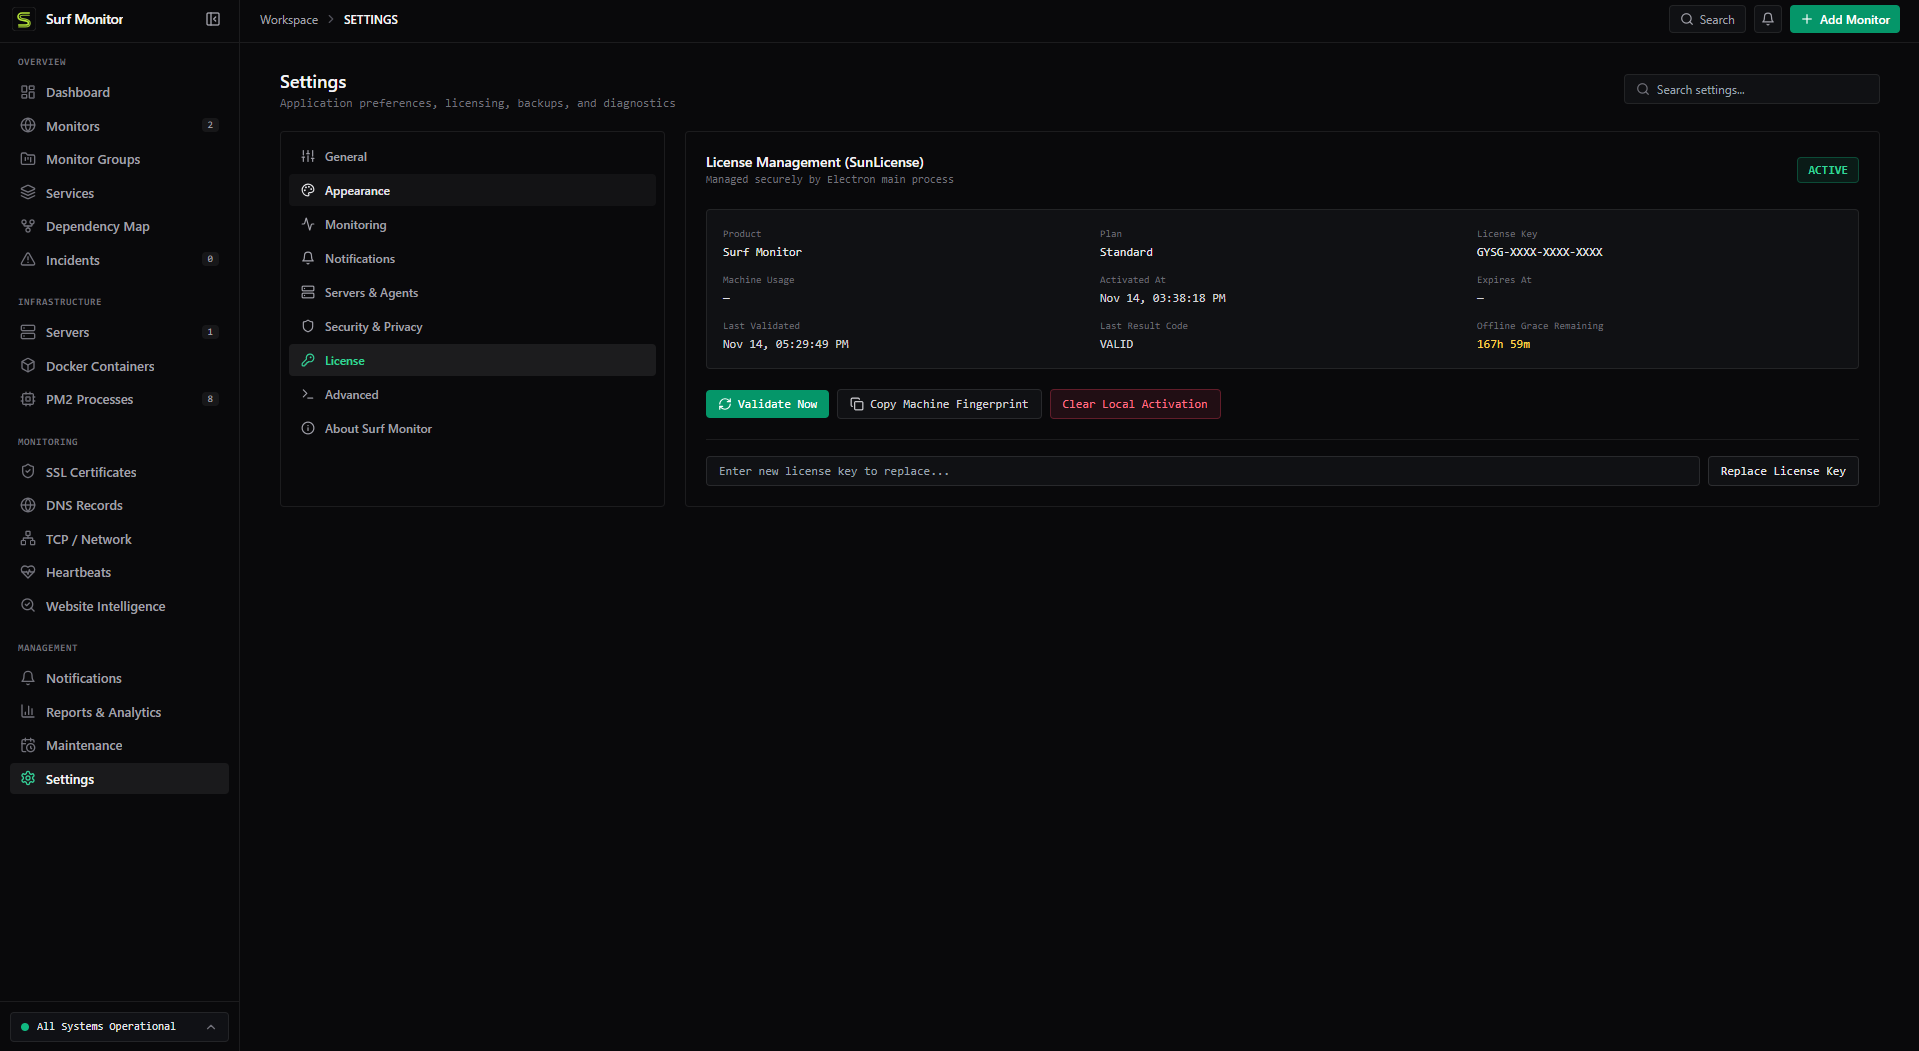 Surf Monitor
Workspace > SETTINGS
Search
Add Monitor
OVERVIEW
Dashboard
Monitors 2
Monitor Groups
Services
Dependency Map
Incidents 0
INFRASTRUCTURE
Servers 1
Docker Containers
PM2 Processes 8
MONITORING
SSL Certificates
DNS Records
TCP / Network
Heartbeats
Website Intelligence
MANAGEMENT
Notifications
Reports & Analytics
Maintenance
Settings
All Systems Operational
Settings
Application preferences, licensing, backups, and diagnostics
Search settings...
General
Appearance
Monitoring
Notifications
Servers & Agents
Security & Privacy
License
Advanced
About Surf Monitor
License Management (SunLicense)
Managed securely by Electron main process
ACTIVE
Product
Surf Monitor
Plan
Standard
License Key
GYSG-XXXX-XXXX-XXXX
Machine Usage
—
Activated At
Nov 14, 03:38:18 PM
Expires At
—
Last Validated
Nov 14, 05:29:49 PM
Last Result Code
VALID
Offline Grace Remaining
167h 59m
Validate Now
Copy Machine Fingerprint
Clear Local Activation
Enter new license key to replace...
Replace License Key